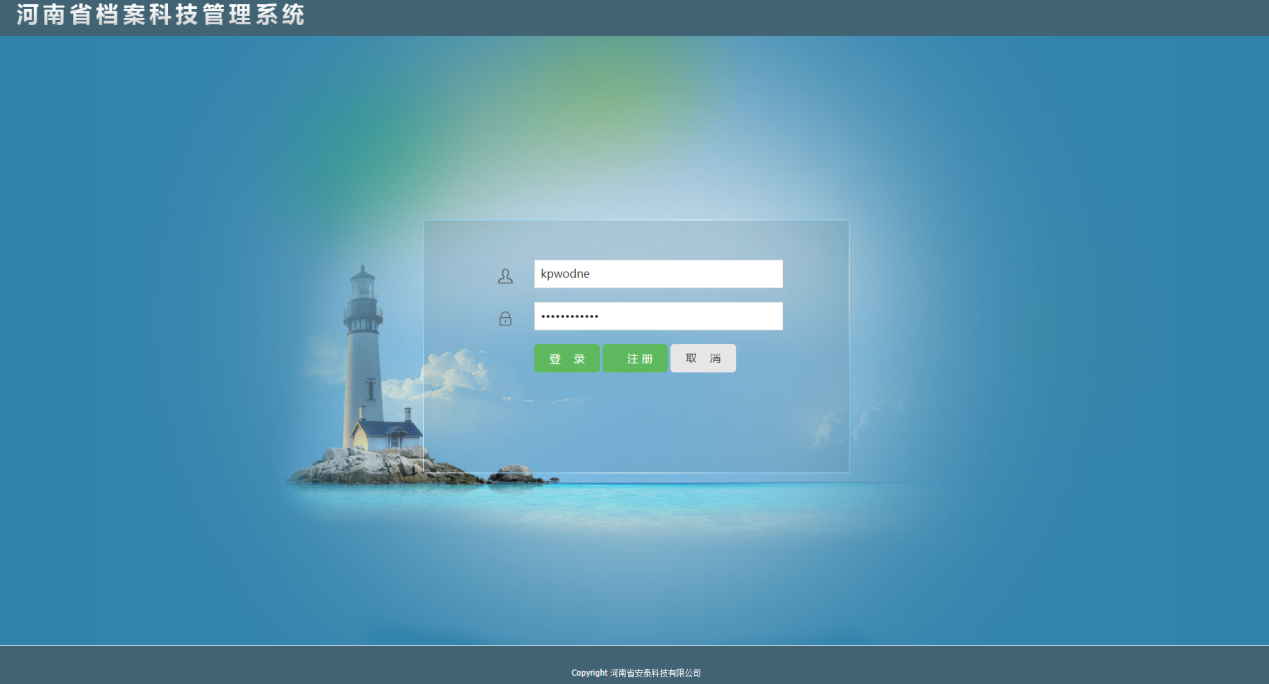 河南省档案科技管理系统
kpwodne
••••••••••••
登 录 注 册 取 消
Copyright 河南省安泰科技有限公司